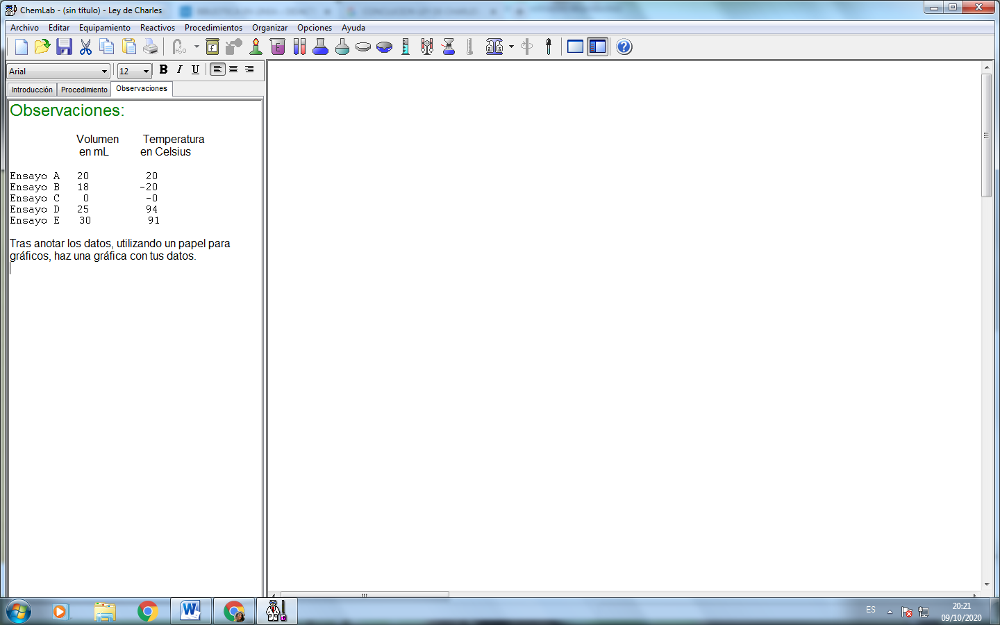 ChemLab - (sin título) - Ley de Charles
Archivo Editar Equipamiento Reactivos Procedimientos Organizar Opciones Ayuda
Arial 12 B I U
Introducción Procedimiento Observaciones
Observaciones:
Volumen Temperatura
en mL en Celsius
Ensayo A 20 20
Ensayo B 18 -20
Ensayo C 0 -0
Ensayo D 25 94
Ensayo E 30 91
Tras anotar los datos, utilizando un papel para
gráficos, haz una gráfica con tus datos.
ES 20:21
09/10/2020